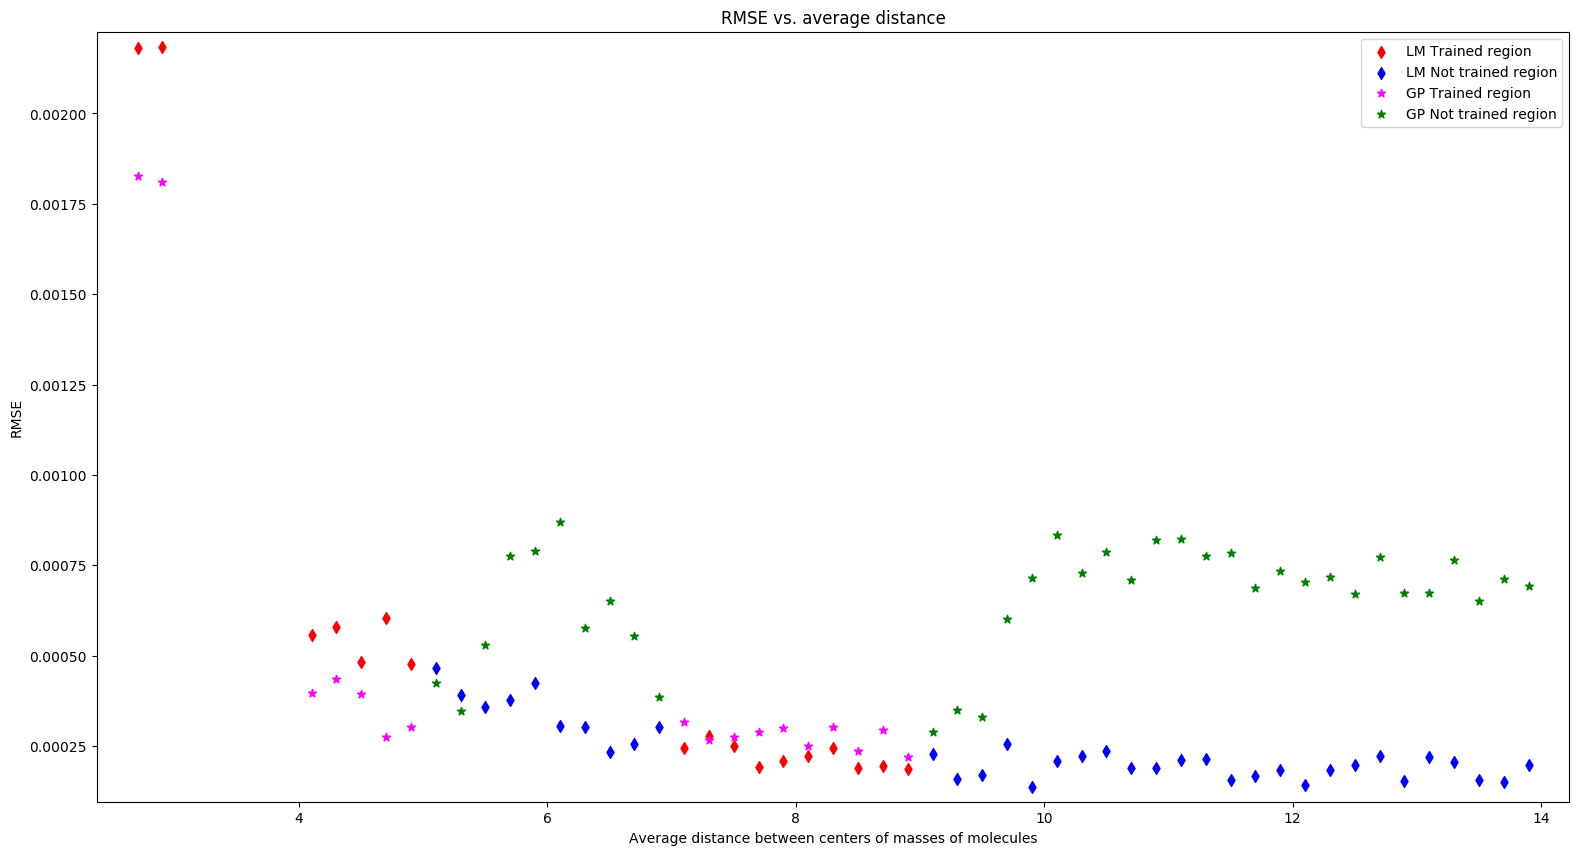 RMSE vs. average distance
LM Trained region
LM Not trained region
GP Trained region
GP Not trained region
0.00200
0.00175
0.00150
0.00125
0.00100
0.00075
0.00050
0.00025
RMSE
4 6 8 10 12 14
Average distance between centers of masses of molecules